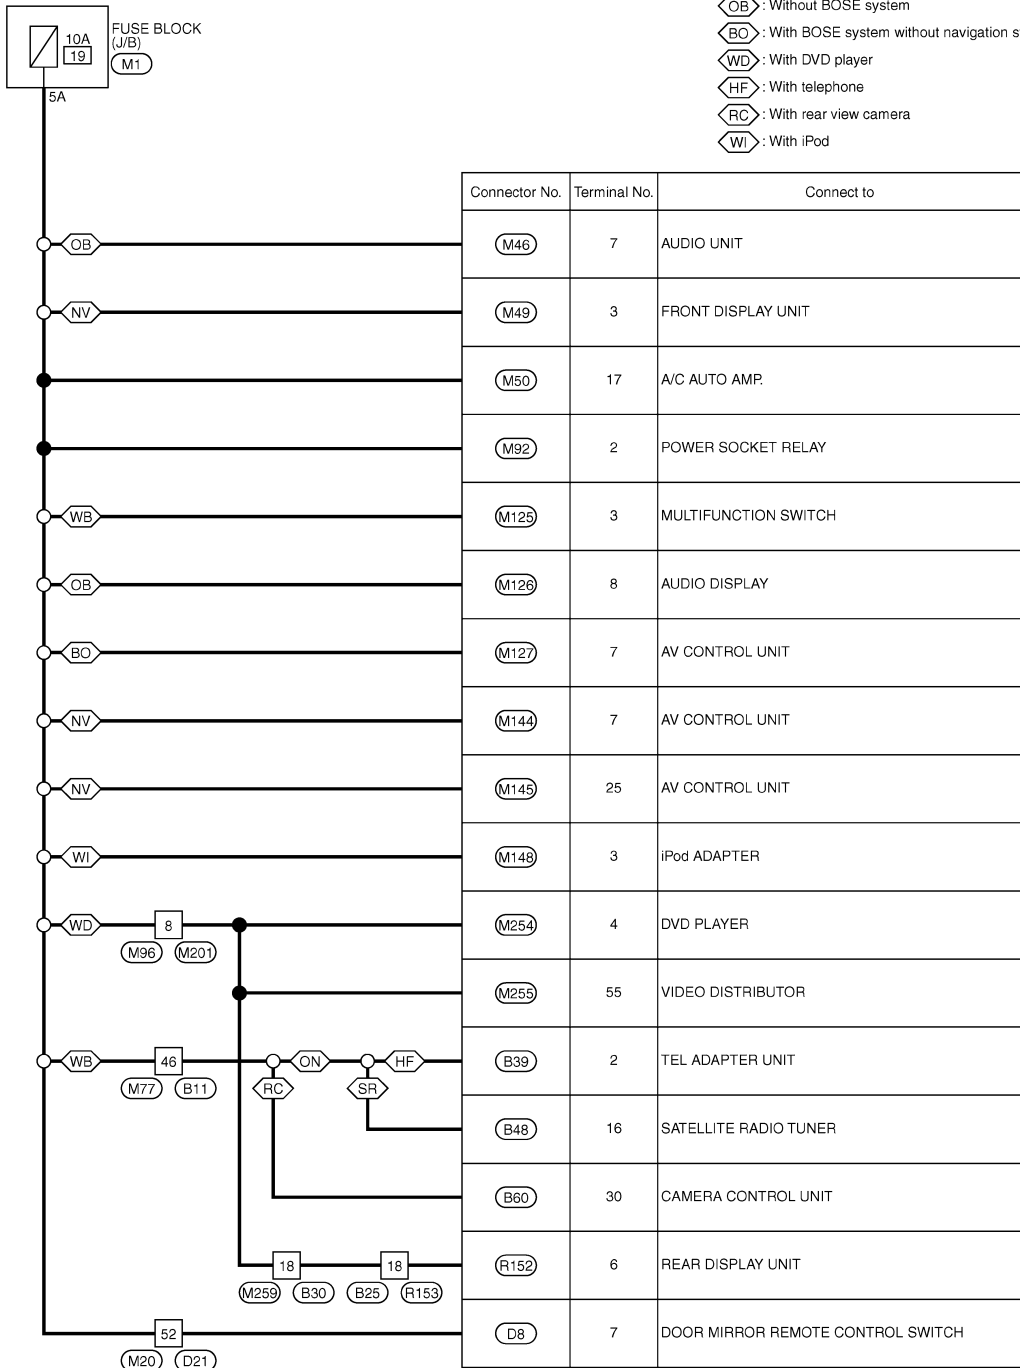 FUSE BLOCK
(J/B)
M1
10A
19
5A
OB : Without BOSE system
BO : With BOSE system without navigation s
WD : With DVD player
HF : With telephone
RC : With rear view camera
WI : With iPod
Connector No. Terminal No. Connect to
OB M46 7 AUDIO UNIT
NV M49 3 FRONT DISPLAY UNIT
M50 17 A/C AUTO AMP.
M92 2 POWER SOCKET RELAY
WB M125 3 MULTIFUNCTION SWITCH
OB M126 8 AUDIO DISPLAY
BO M127 7 AV CONTROL UNIT
NV M144 7 AV CONTROL UNIT
NV M145 25 AV CONTROL UNIT
WI M148 3 iPod ADAPTER
WD 8 M254 4 DVD PLAYER
M96 M201
M255 55 VIDEO DISTRIBUTOR
WB 46 ON HF B39 2 TEL ADAPTER UNIT
M77 B11 RC SR
B48 16 SATELLITE RADIO TUNER
B60 30 CAMERA CONTROL UNIT
18 18 R152 6 REAR DISPLAY UNIT
M259 B30 B25 R153
52 D8 7 DOOR MIRROR REMOTE CONTROL SWITCH
M20 D21